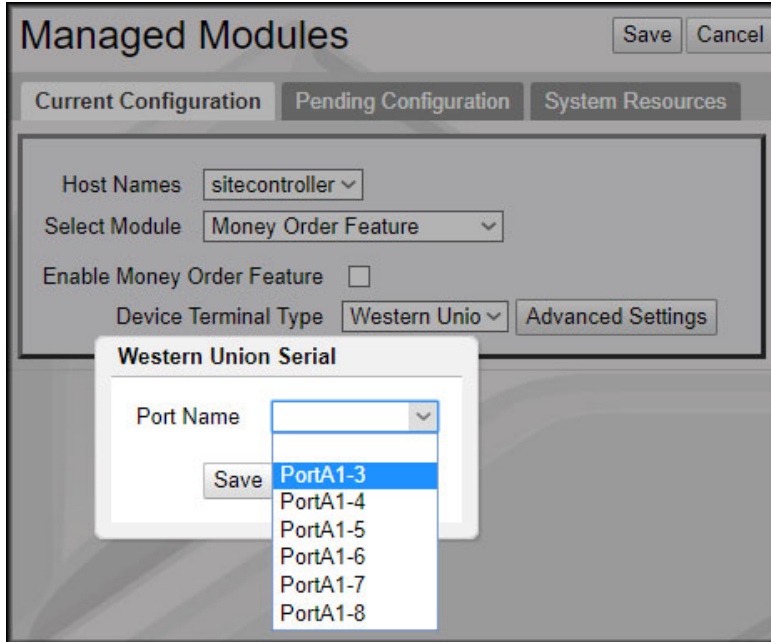 Managed Modules
Save
Cancel
Current Configuration
Pending Configuration
System Resources
Host Names sitecontroller
Select Module Money Order Feature
Enable Money Order Feature
Device Terminal Type Western Unio Advanced Settings
Western Union Serial
Port Name
Save
PortA1-3
PortA1-4
PortA1-5
PortA1-6
PortA1-7
PortA1-8